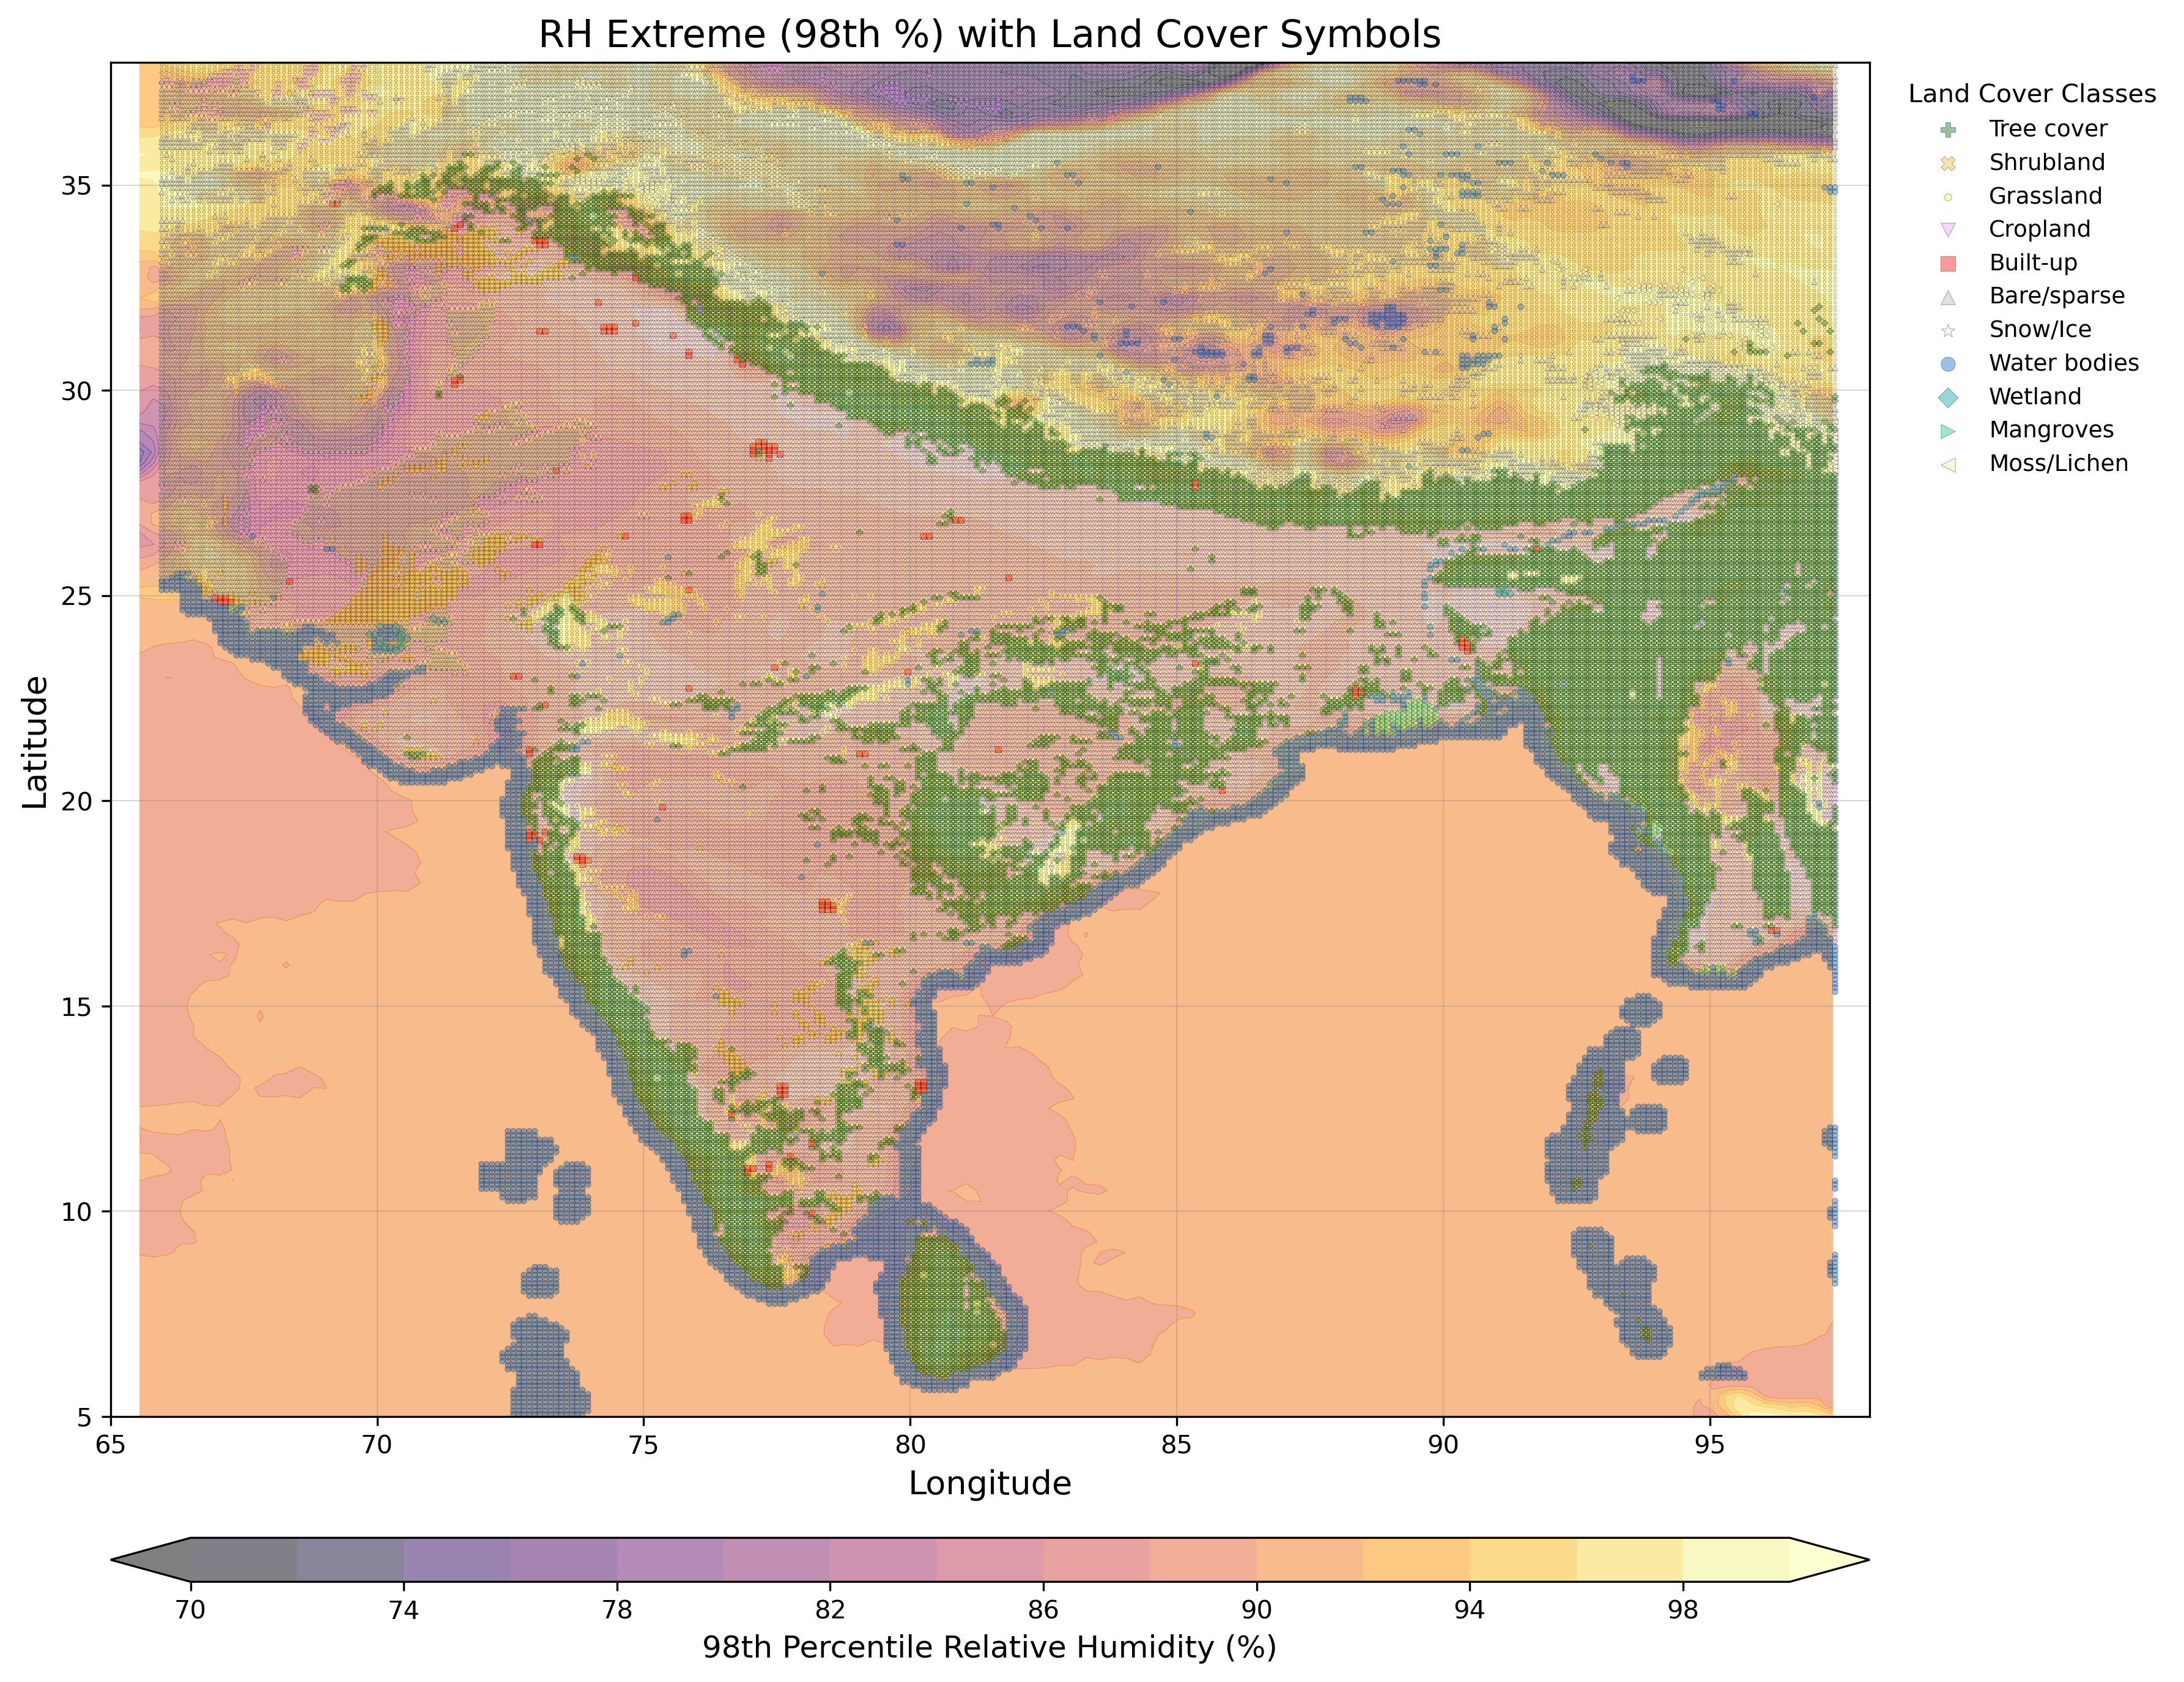 RH Extreme (98th %) with Land Cover Symbols
Land Cover Classes
Tree cover
Shrubland
Grassland
Cropland
Built-up
Bare/sparse
Snow/Ice
Water bodies
Wetland
Mangroves
Moss/Lichen
Latitude
35
30
25
20
15
10
5
65 70 75 80 85 90 95
Longitude
70 74 78 82 86 90 94 98
98th Percentile Relative Humidity (%)